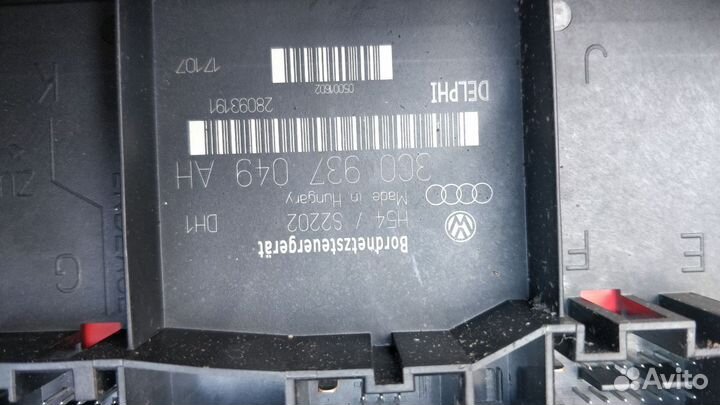 Bordnetzsteuergerät
H54 / S2202 DH1
Made in Hungary
3C0 937 049 AH
28093191
DELPHI
05001602
17107
E
F
G
J
K
Avito